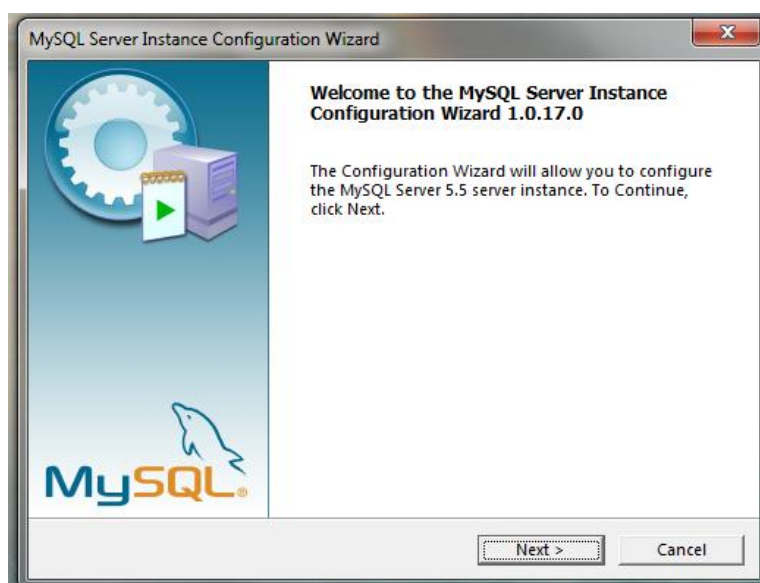 MySQL Server Instance Configuration Wizard
Welcome to the MySQL Server Instance
Configuration Wizard 1.0.17.0
The Configuration Wizard will allow you to configure
the MySQL Server 5.5 server instance. To Continue,
click Next.
MySQL®
Next >
Cancel